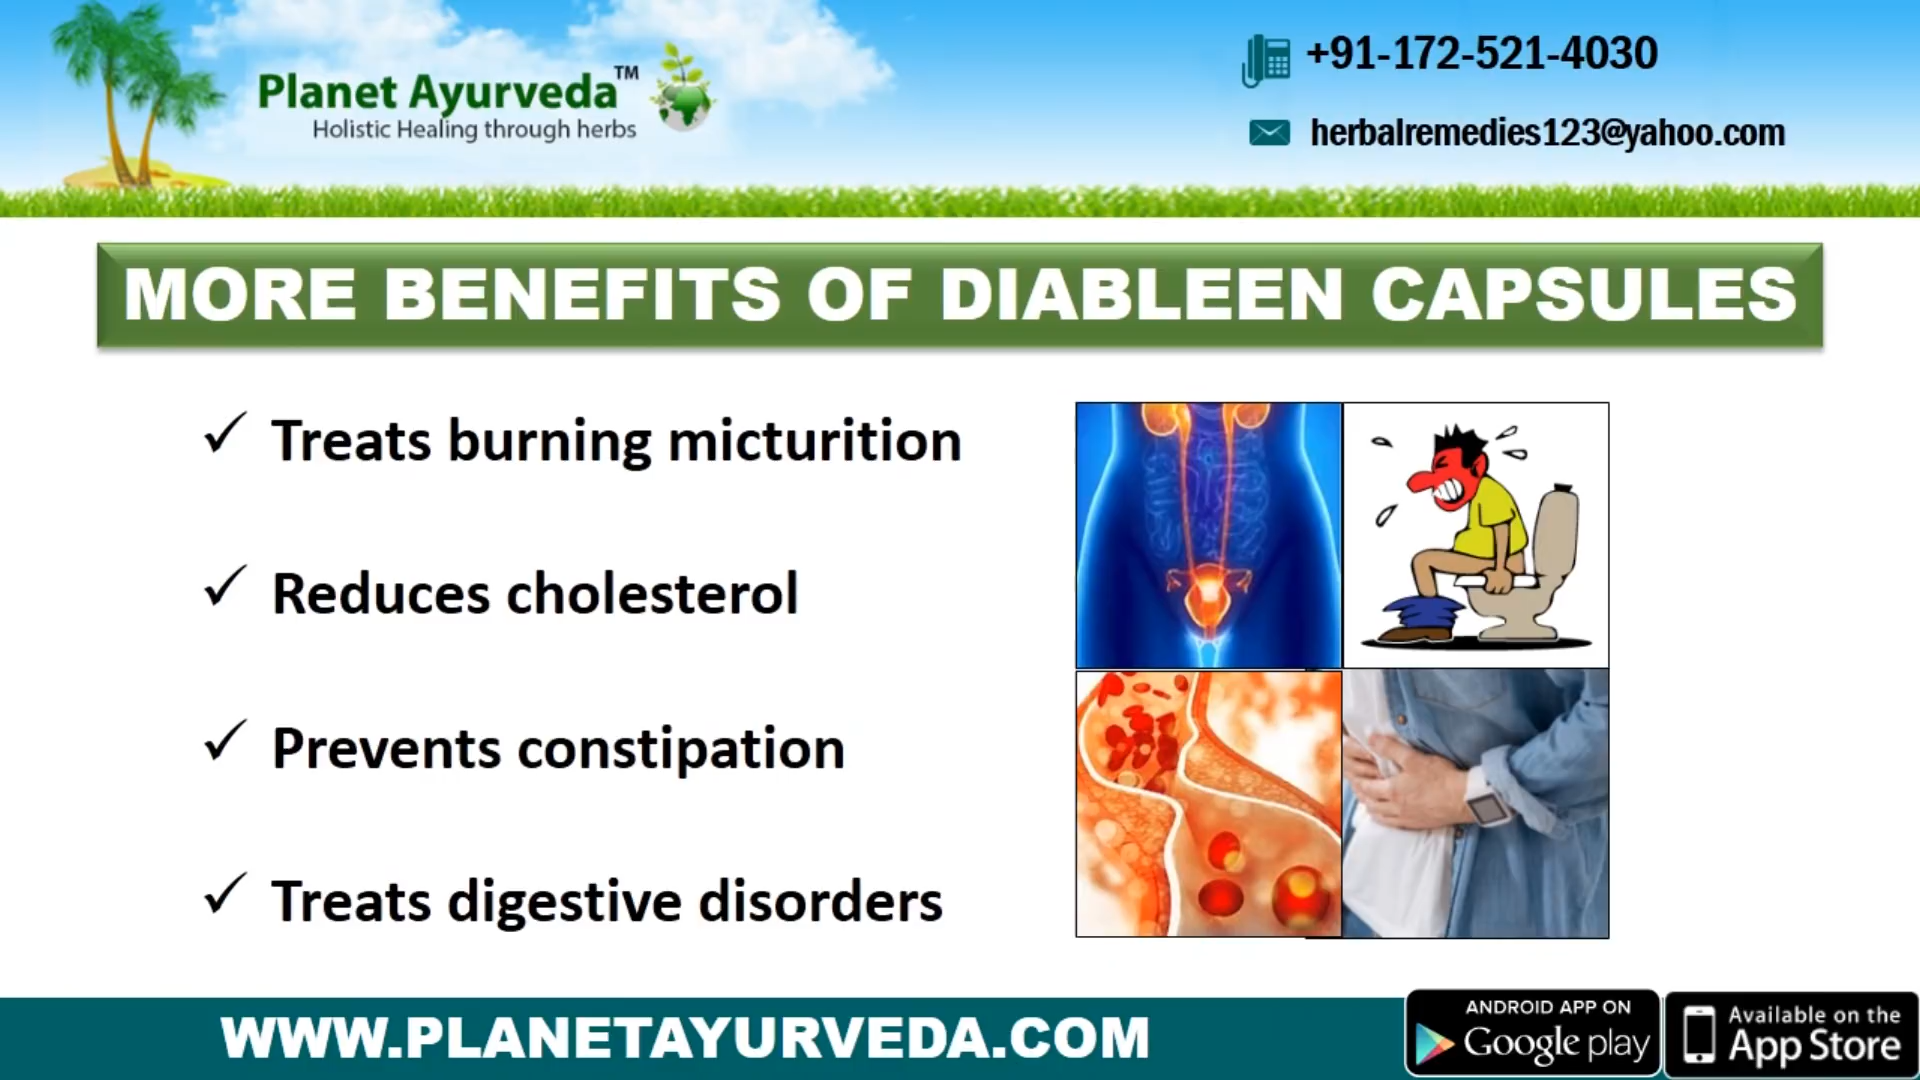 Planet Ayurveda™
Holistic Healing through herbs
+91-172-521-4030
herbalremedies123@yahoo.com
MORE BENEFITS OF DIABLEEN CAPSULES
✓ Treats burning micturition
✓ Reduces cholesterol
✓ Prevents constipation
✓ Treats digestive disorders
WWW.PLANETAYURVEDA.COM
ANDROID APP ON
Google play
Available on the
App Store